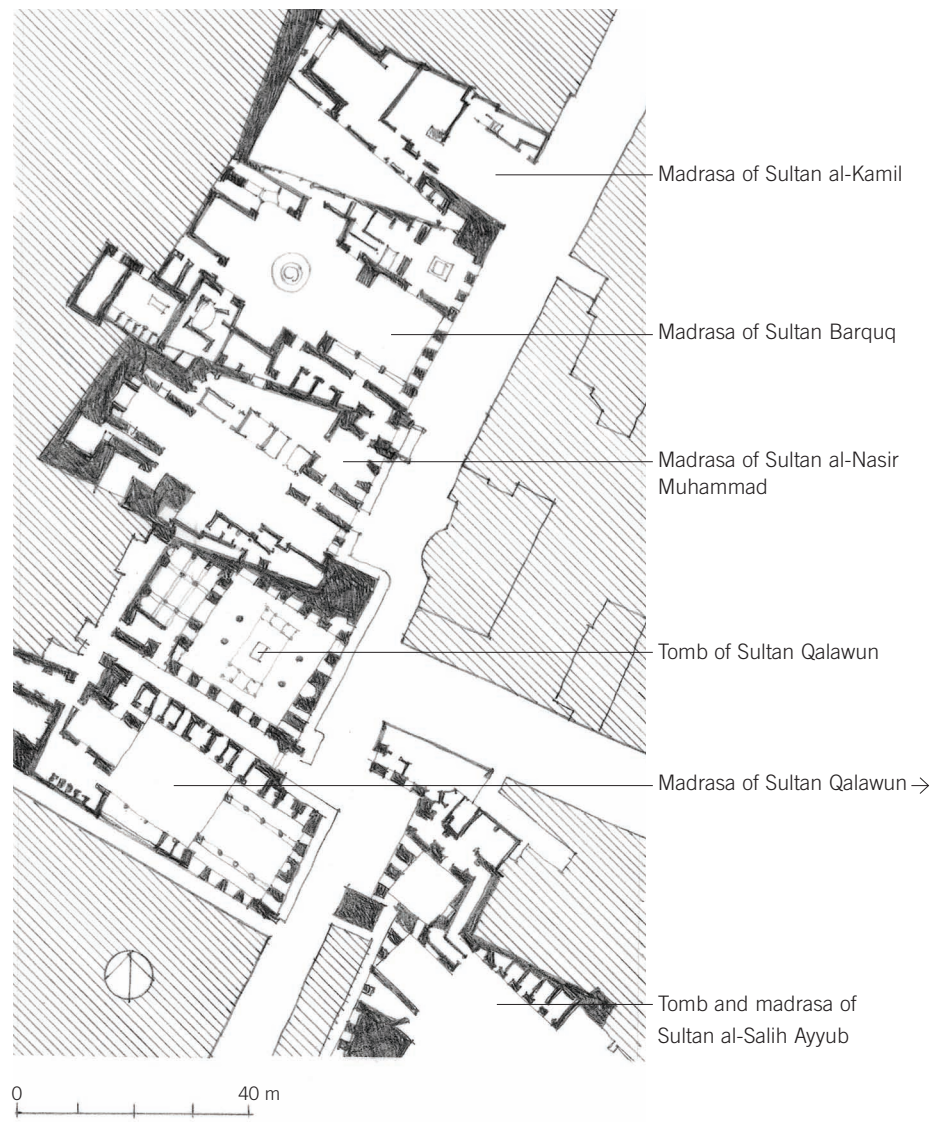 Madrasa of Sultan al-Kamil
Madrasa of Sultan Barquq
Madrasa of Sultan al-Nasir
Muhammad
Tomb of Sultan Qalawun
Madrasa of Sultan Qalawun →
Tomb and madrasa of
Sultan al-Salih Ayyub
0 40 m